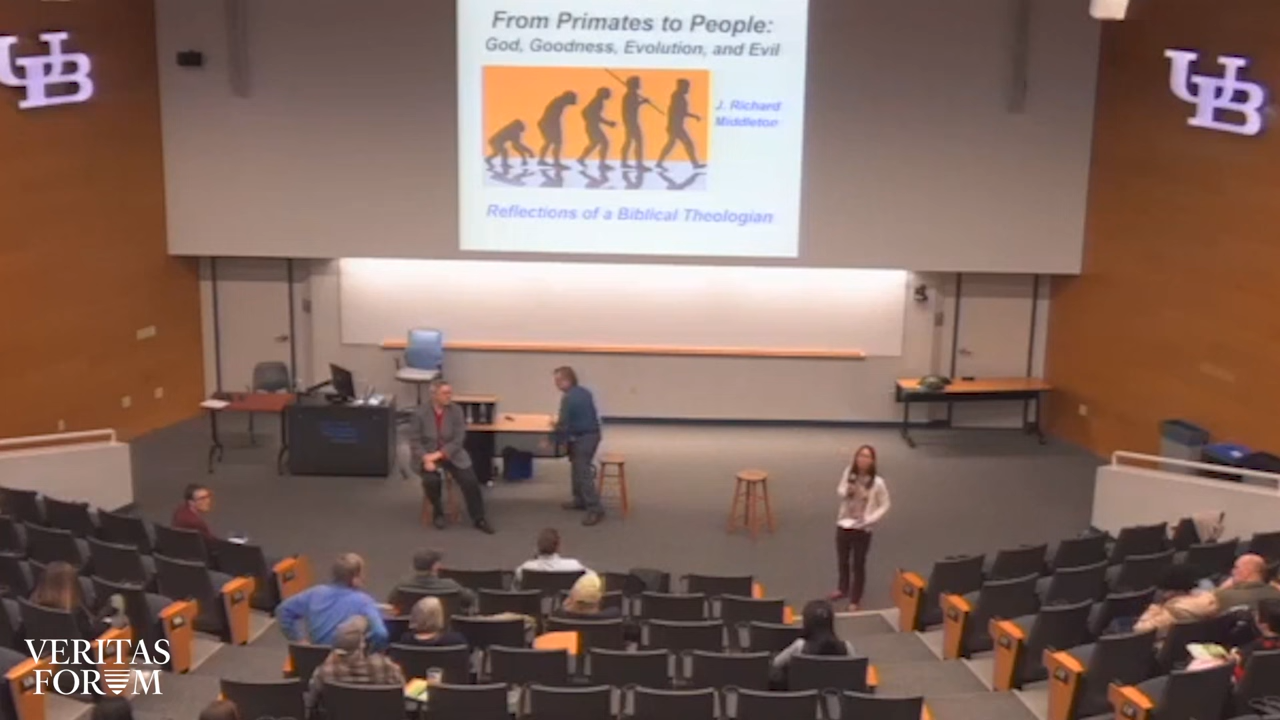 From Primates to People:
God, Goodness, Evolution, and Evil
J. Richard
Middleton
Reflections of a Biblical Theologian
UB
UB
VERITAS
FORUM